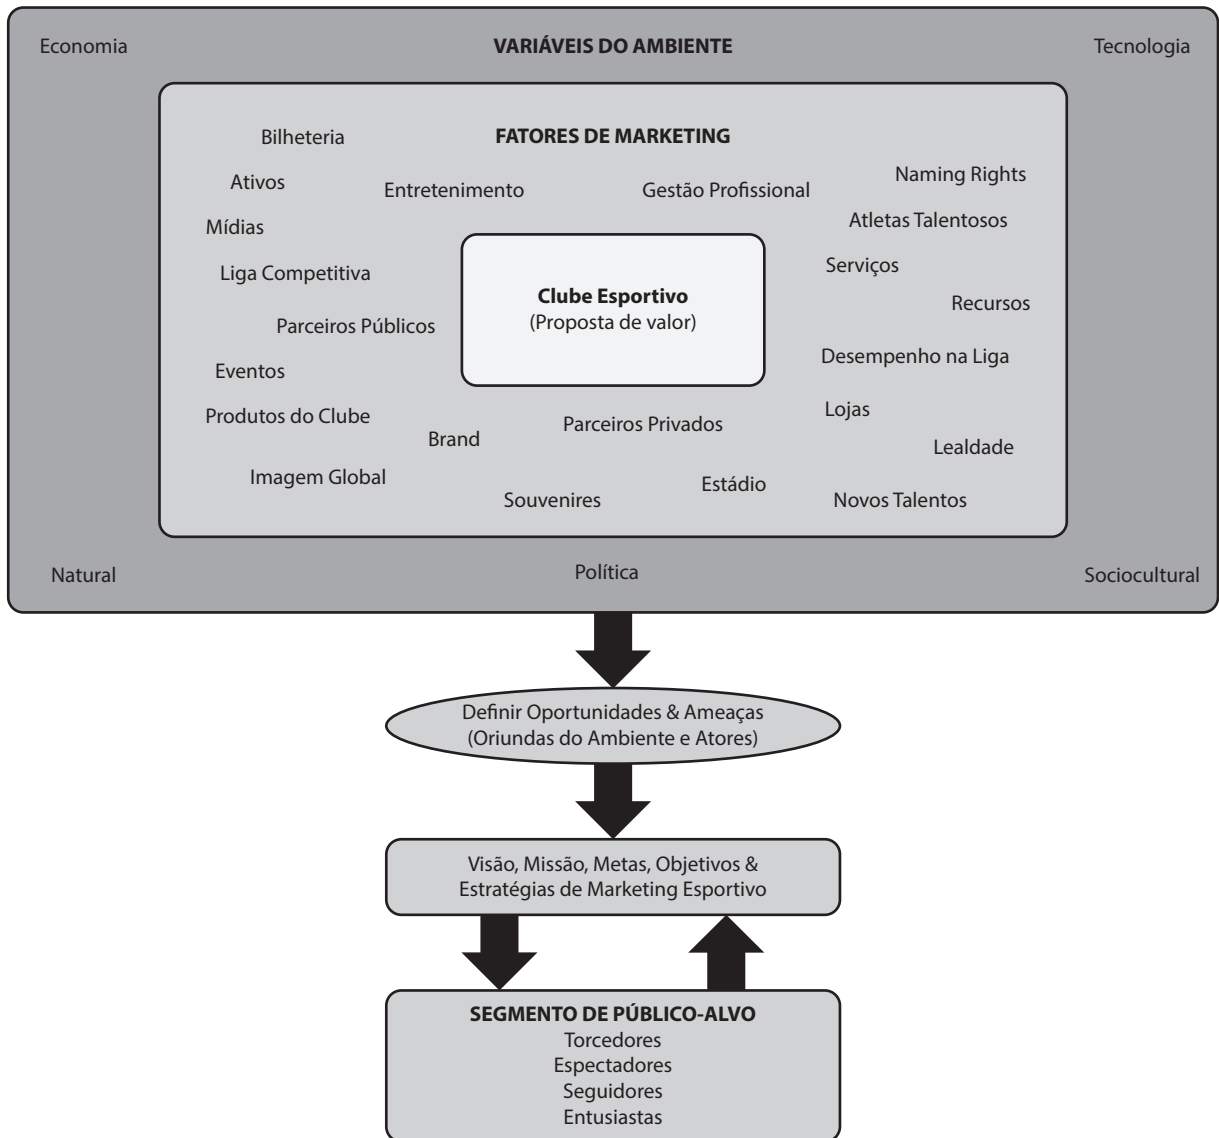 Economia
VARIÁVEIS DO AMBIENTE
Tecnologia
Bilheteria
FATORES DE MARKETING
Ativos
Entretenimento
Gestão Profissional
Naming Rights
Mídias
Atletas Talentosos
Liga Competitiva
Serviços
Clube Esportivo
(Proposta de valor)
Recursos
Parceiros Públicos
Desempenho na Liga
Eventos
Produtos do Clube
Lojas
Brand
Parceiros Privados
Lealdade
Imagem Global
Estádio
Souvenires
Novos Talentos
Natural
Política
Sociocultural
Definir Oportunidades & Ameaças
(Oriundas do Ambiente e Atores)
Visão, Missão, Metas, Objetivos &
Estratégias de Marketing Esportivo
SEGMENTO DE PÚBLICO-ALVO
Torcedores
Espectadores
Seguidores
Entusiastas